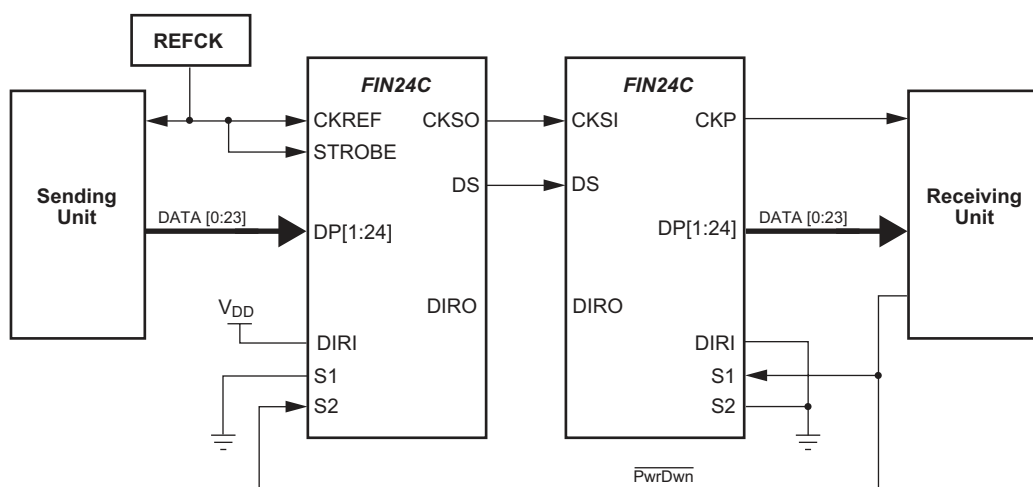 REFCK
FIN24C
FIN24C
CKREF
CKSO
CKSI
CKP
STROBE
Sending
Unit
DS
DS
Receiving
Unit
DATA [0:23]
DP[1:24]
DP[1:24]
DATA [0:23]
VDD
DIRO
DIRO
DIRI
DIRI
S1
S1
S2
S2
PwrDwn